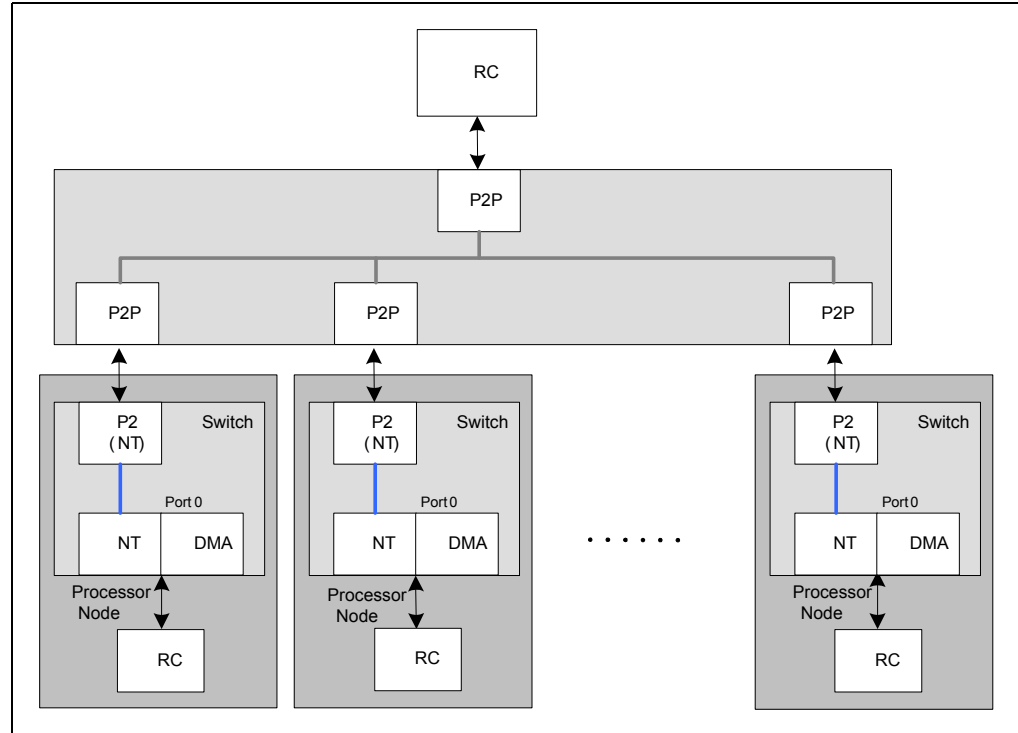 RC
P2P
P2P
P2P
P2P
P2
(NT)
Switch
Port 0
NT
DMA
Processor
Node
RC
P2
(NT)
Switch
Port 0
NT
DMA
Processor
Node
RC
. . . . . .
P2
(NT)
Switch
Port 0
NT
DMA
Processor
Node
RC